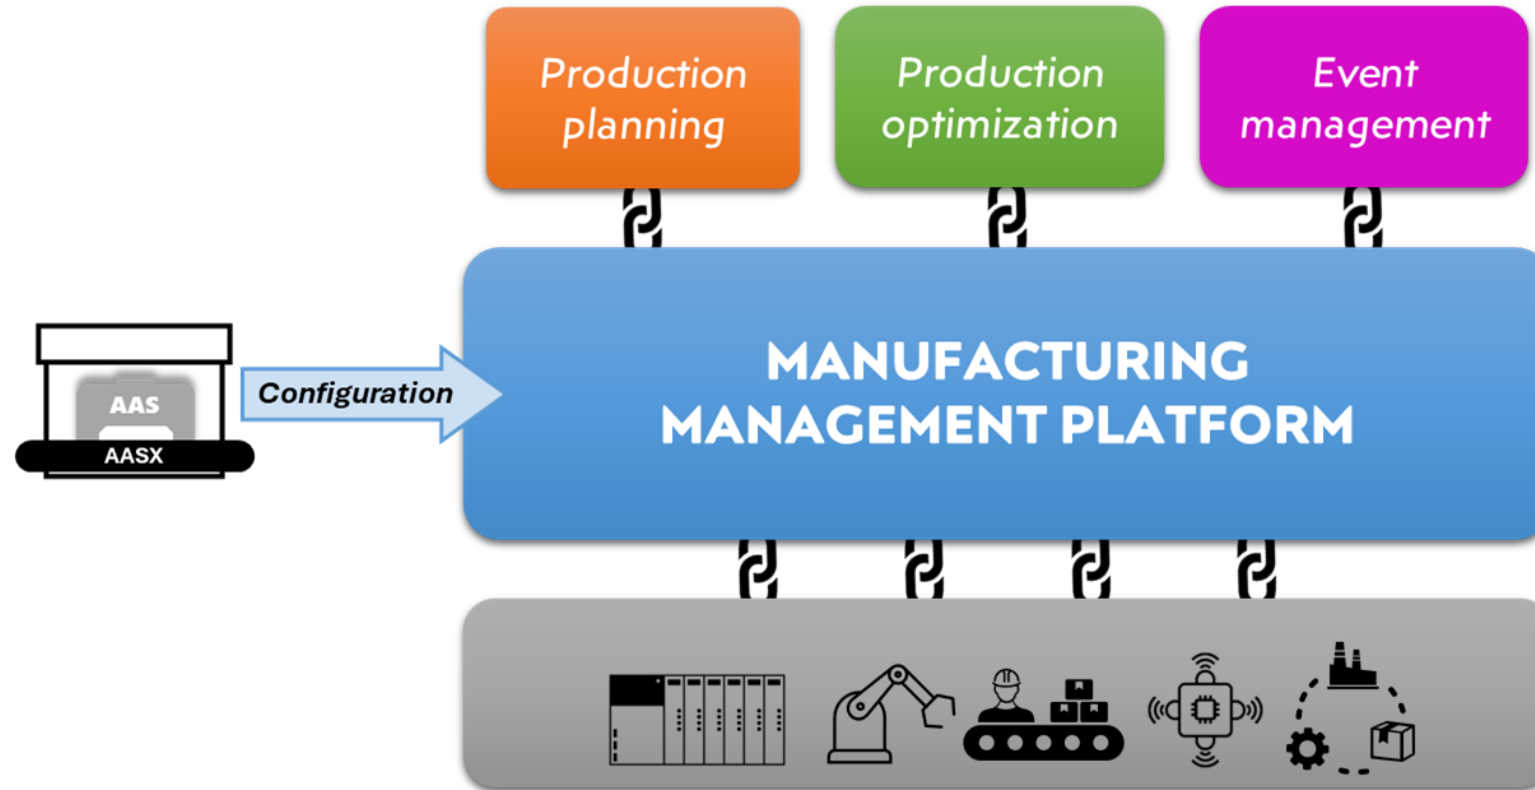 Production
planning
Production
optimization
Event
management
AAS
AASX
Configuration
MANUFACTURING
MANAGEMENT PLATFORM